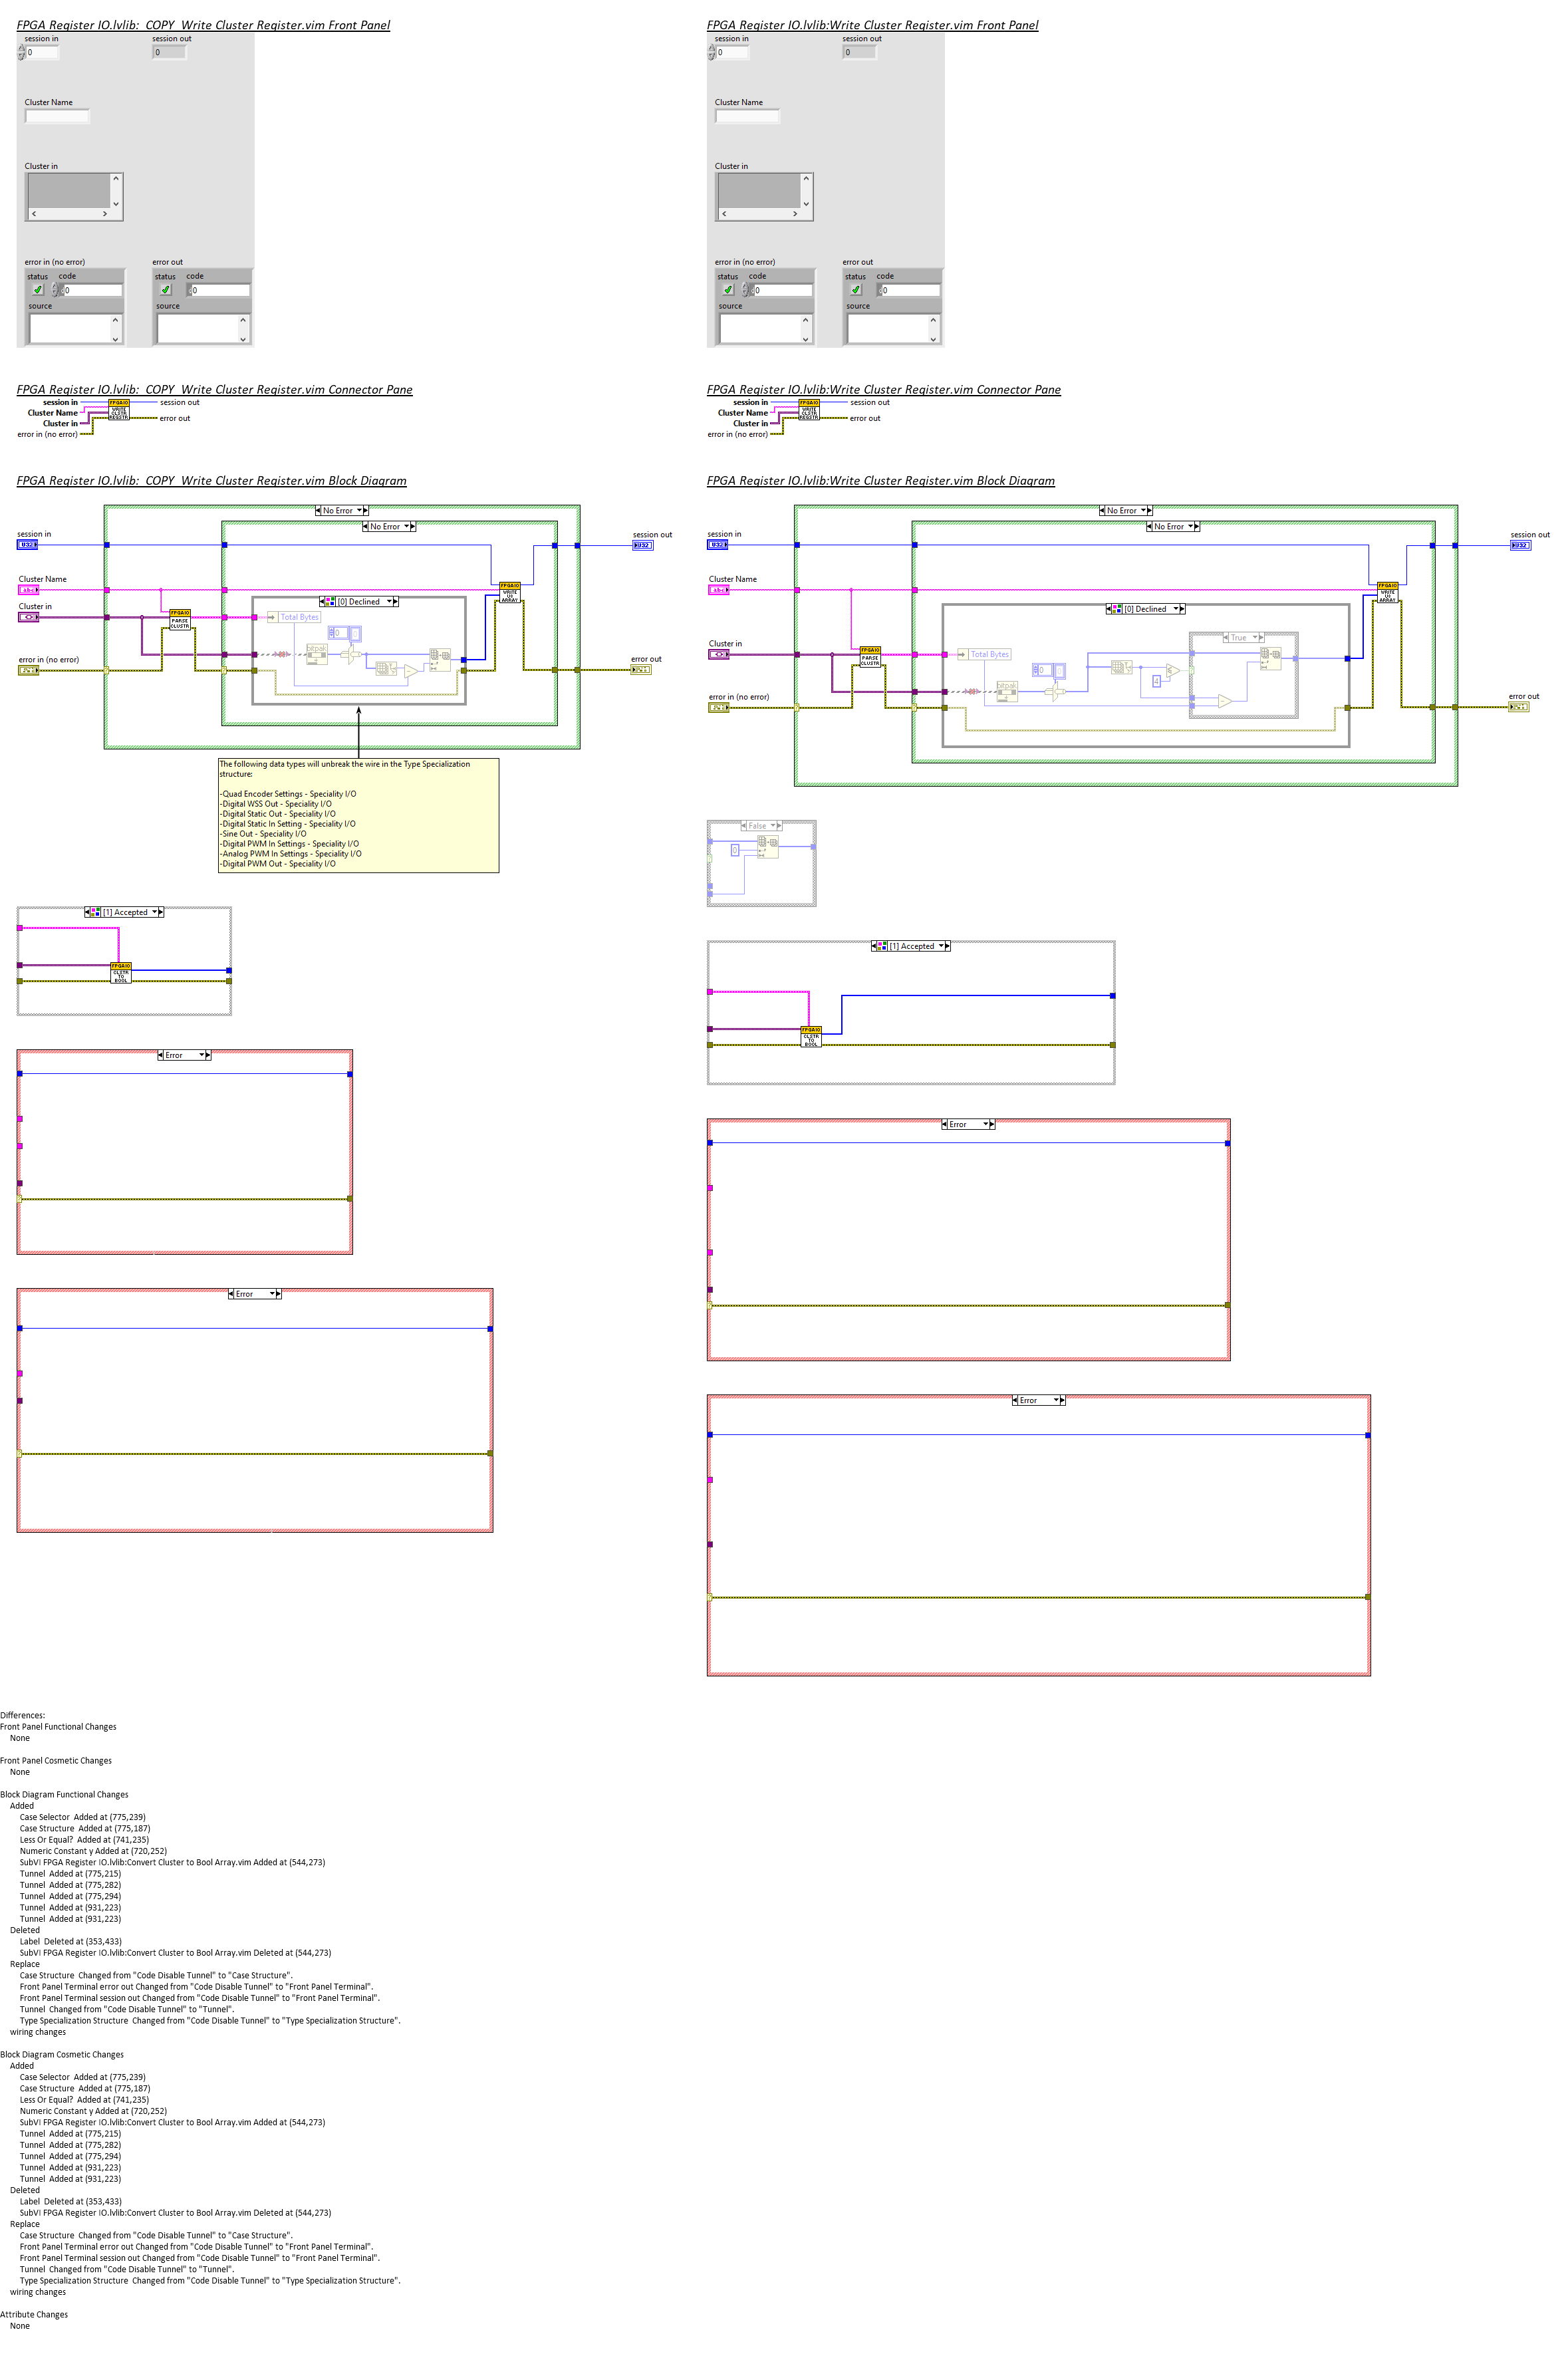 FPGA Register IO.lvlib:  COPY  Write Cluster Register.vim Front Panel
session in
session out
0
0
Cluster Name
Cluster in
error in (no error)
error out
status
code
status
code
0
0
source
source
FPGA Register IO.lvlib:Write Cluster Register.vim Front Panel
session in
session out
0
0
Cluster Name
Cluster in
error in (no error)
error out
status
code
status
code
0
0
source
source
FPGA Register IO.lvlib:  COPY  Write Cluster Register.vim Connector Pane
session in
session out
Cluster Name
Cluster in
error out
error in (no error)
FPGAIO
WRITE
CLSTR
REGSTR
FPGA Register IO.lvlib:Write Cluster Register.vim Connector Pane
session in
session out
Cluster Name
Cluster in
error out
error in (no error)
FPGAIO
WRITE
CLSTR
REGSTR
FPGA Register IO.lvlib:  COPY  Write Cluster Register.vim Block Diagram
No Error
No Error
session in
U32
session out
U32
Cluster Name
abc
Cluster in
error in (no error)
error out
FPGAIO
PARSE
CLUSTR
[0] Declined
Total Bytes
0
bitpak
FPGAIO
WRITE
U8
ARRAY
The following data types will unbreak the wire in the Type Specialization
structure:
-Quad Encoder Settings - Speciality I/O
-Digital WSS Out - Speciality I/O
-Digital Static Out - Speciality I/O
-Digital Static In Setting - Speciality I/O
-Sine Out - Speciality I/O
-Digital PWM In Settings - Speciality I/O
-Analog PWM In Settings - Speciality I/O
-Digital PWM Out - Speciality I/O
[1] Accepted
FPGAIO
CLSTR
TO
BOOL
Error
Error
FPGA Register IO.lvlib:Write Cluster Register.vim Block Diagram
No Error
No Error
session in
U32
session out
U32
Cluster Name
abc
Cluster in
error in (no error)
error out
FPGAIO
PARSE
CLUSTR
[0] Declined
Total Bytes
0
bitpak
4
True
FPGAIO
WRITE
U8
ARRAY
False
0
[1] Accepted
FPGAIO
CLSTR
TO
BOOL
Error
Error
Differences:
Front Panel Functional Changes
None
Front Panel Cosmetic Changes
None
Block Diagram Functional Changes
Added
Case Selector  Added at (775,239)
Case Structure  Added at (775,187)
Less Or Equal?  Added at (741,235)
Numeric Constant y Added at (720,252)
SubVI FPGA Register IO.lvlib:Convert Cluster to Bool Array.vim Added at (544,273)
Tunnel  Added at (775,215)
Tunnel  Added at (775,282)
Tunnel  Added at (775,294)
Tunnel  Added at (931,223)
Tunnel  Added at (931,223)
Deleted
Label  Deleted at (353,433)
SubVI FPGA Register IO.lvlib:Convert Cluster to Bool Array.vim Deleted at (544,273)
Replace
Case Structure  Changed from "Code Disable Tunnel" to "Case Structure".
Front Panel Terminal error out Changed from "Code Disable Tunnel" to "Front Panel Terminal".
Front Panel Terminal session out Changed from "Code Disable Tunnel" to "Front Panel Terminal".
Tunnel  Changed from "Code Disable Tunnel" to "Tunnel".
Type Specialization Structure  Changed from "Code Disable Tunnel" to "Type Specialization Structure".
wiring changes
Block Diagram Cosmetic Changes
Added
Case Selector  Added at (775,239)
Case Structure  Added at (775,187)
Less Or Equal?  Added at (741,235)
Numeric Constant y Added at (720,252)
SubVI FPGA Register IO.lvlib:Convert Cluster to Bool Array.vim Added at (544,273)
Tunnel  Added at (775,215)
Tunnel  Added at (775,282)
Tunnel  Added at (775,294)
Tunnel  Added at (931,223)
Tunnel  Added at (931,223)
Deleted
Label  Deleted at (353,433)
SubVI FPGA Register IO.lvlib:Convert Cluster to Bool Array.vim Deleted at (544,273)
Replace
Case Structure  Changed from "Code Disable Tunnel" to "Case Structure".
Front Panel Terminal error out Changed from "Code Disable Tunnel" to "Front Panel Terminal".
Front Panel Terminal session out Changed from "Code Disable Tunnel" to "Front Panel Terminal".
Tunnel  Changed from "Code Disable Tunnel" to "Tunnel".
Type Specialization Structure  Changed from "Code Disable Tunnel" to "Type Specialization Structure".
wiring changes
Attribute Changes
None